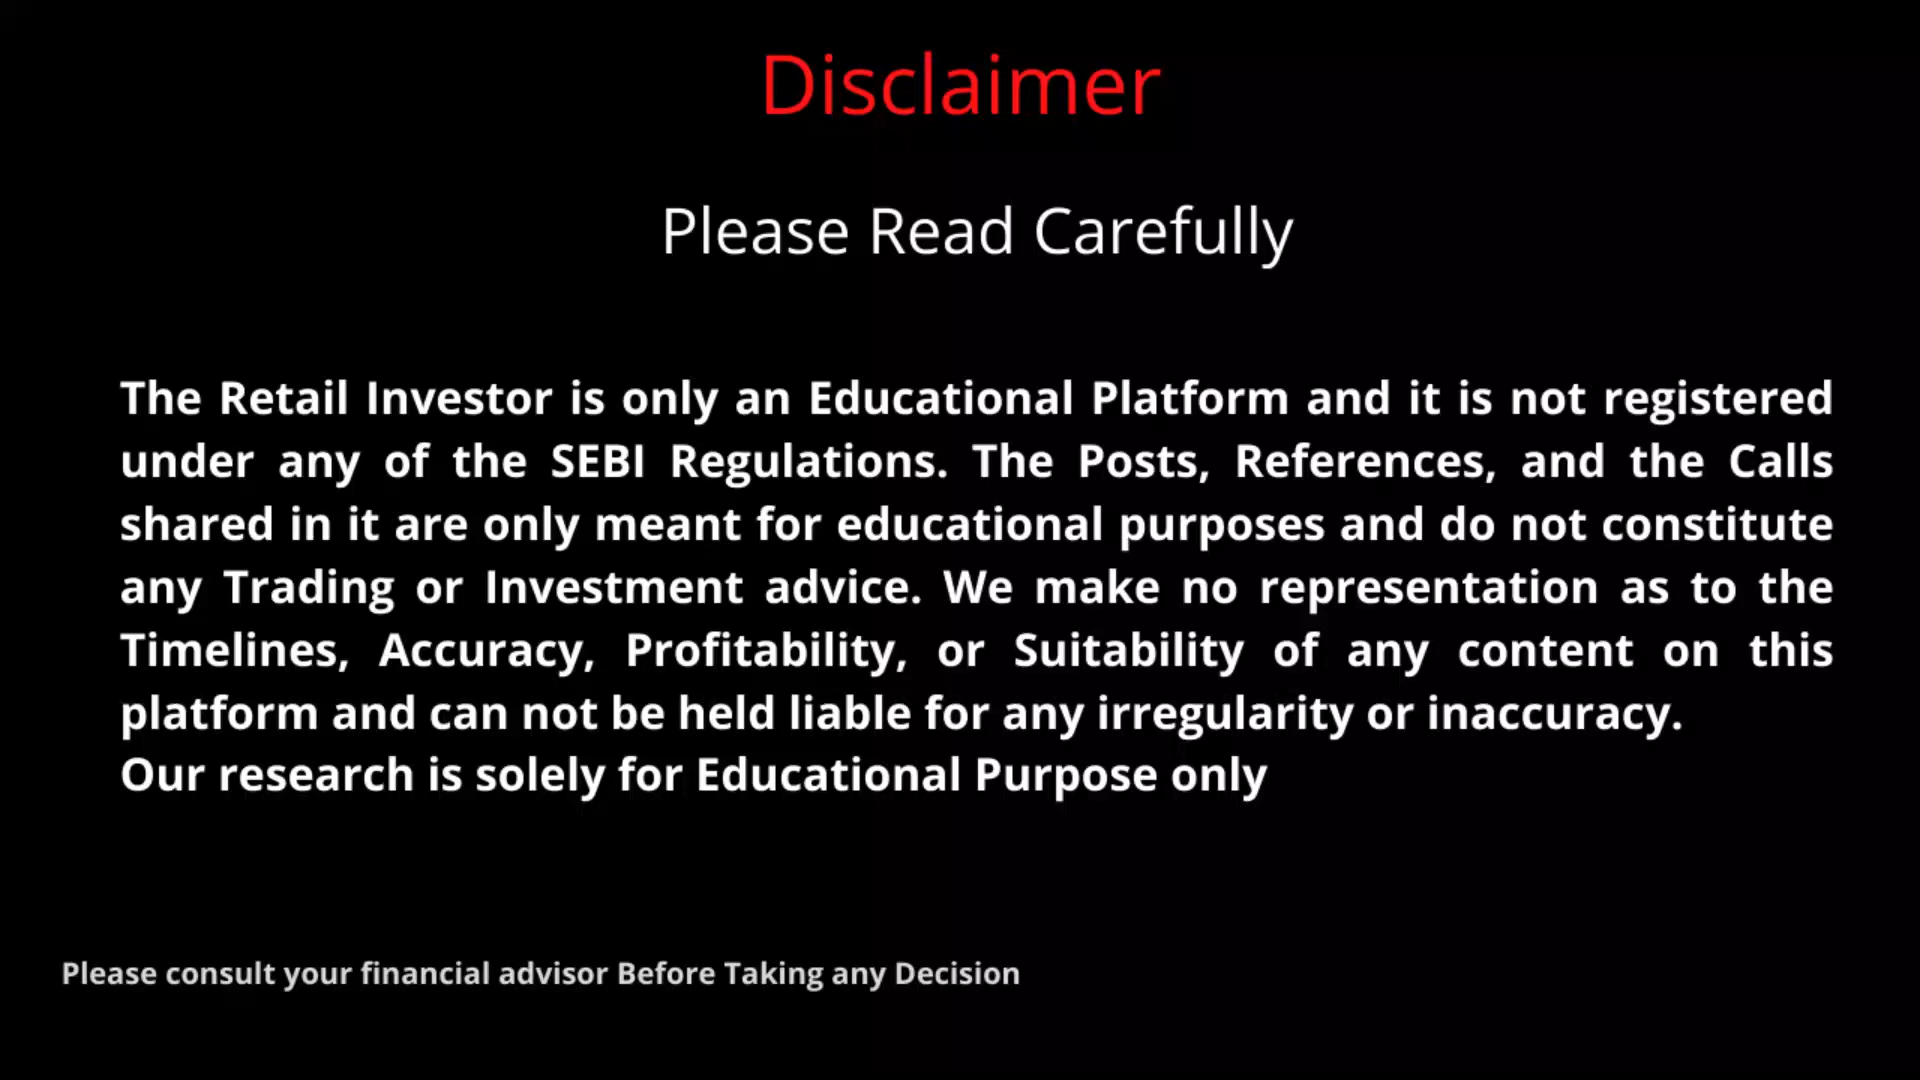 Disclaimer
Please Read Carefully
The Retail Investor is only an Educational Platform and it is not registered
under any of the SEBI Regulations. The Posts, References, and the Calls
shared in it are only meant for educational purposes and do not constitute
any Trading or Investment advice. We make no representation as to the
Timelines, Accuracy, Profitability, or Suitability of any content on this
platform and can not be held liable for any irregularity or inaccuracy.
Our research is solely for Educational Purpose only
Please consult your financial advisor Before Taking any Decision